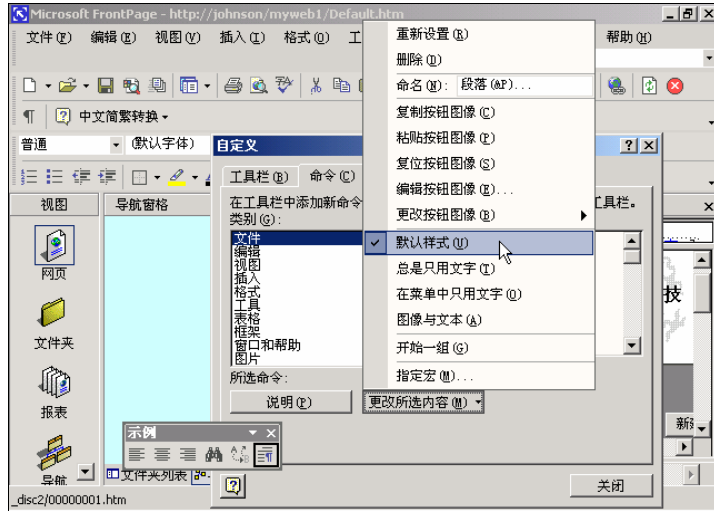 Microsoft FrontPage - http://johnson/myweb1/Default.htm
文件(F) 编辑(E) 视图(V) 插入(I) 格式(O) 工 帮助(H)
中文简繁转换
普通 (默认字体)
视图
导航窗格
网页
文件夹
报表
导航
文件夹列表
自定义
工具栏(B) 命令(C)
在工具栏中添加新命令 工具栏。
类别(G):
文件
编辑
视图
插入
格式
工具
表格
框架
窗口和帮助
图片
所选命令:
说明(P)
更改所选内容(M)
关闭
重新设置(R)
删除(D)
命名(N): 段落(&P)...
复制按钮图像(C)
粘贴按钮图像(P)
复位按钮图像(S)
编辑按钮图像(E)...
更改按钮图像(B)
默认样式(U)
总是只用文字(T)
在菜单中只用文字(O)
图像与文本(A)
开始一组(G)
指定宏(M)...
示例
技
_disc2/00000001.htm